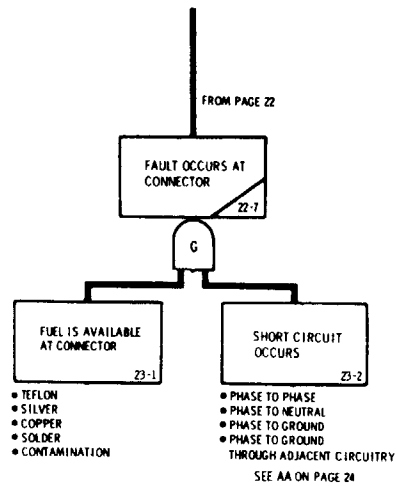 FROM PAGE 22
FAULT OCCURS AT
CONNECTOR
22-7
G
FUEL IS AVAILABLE
AT CONNECTOR
23-1
SHORT CIRCUIT
OCCURS
23-2
• TEFLON
• SILVER
• COPPER
• SOLDER
• CONTAMINATION
• PHASE TO PHASE
• PHASE TO NEUTRAL
• PHASE TO GROUND
• PHASE TO GROUND
THROUGH ADJACENT CIRCUITRY
SEE AA ON PAGE 24